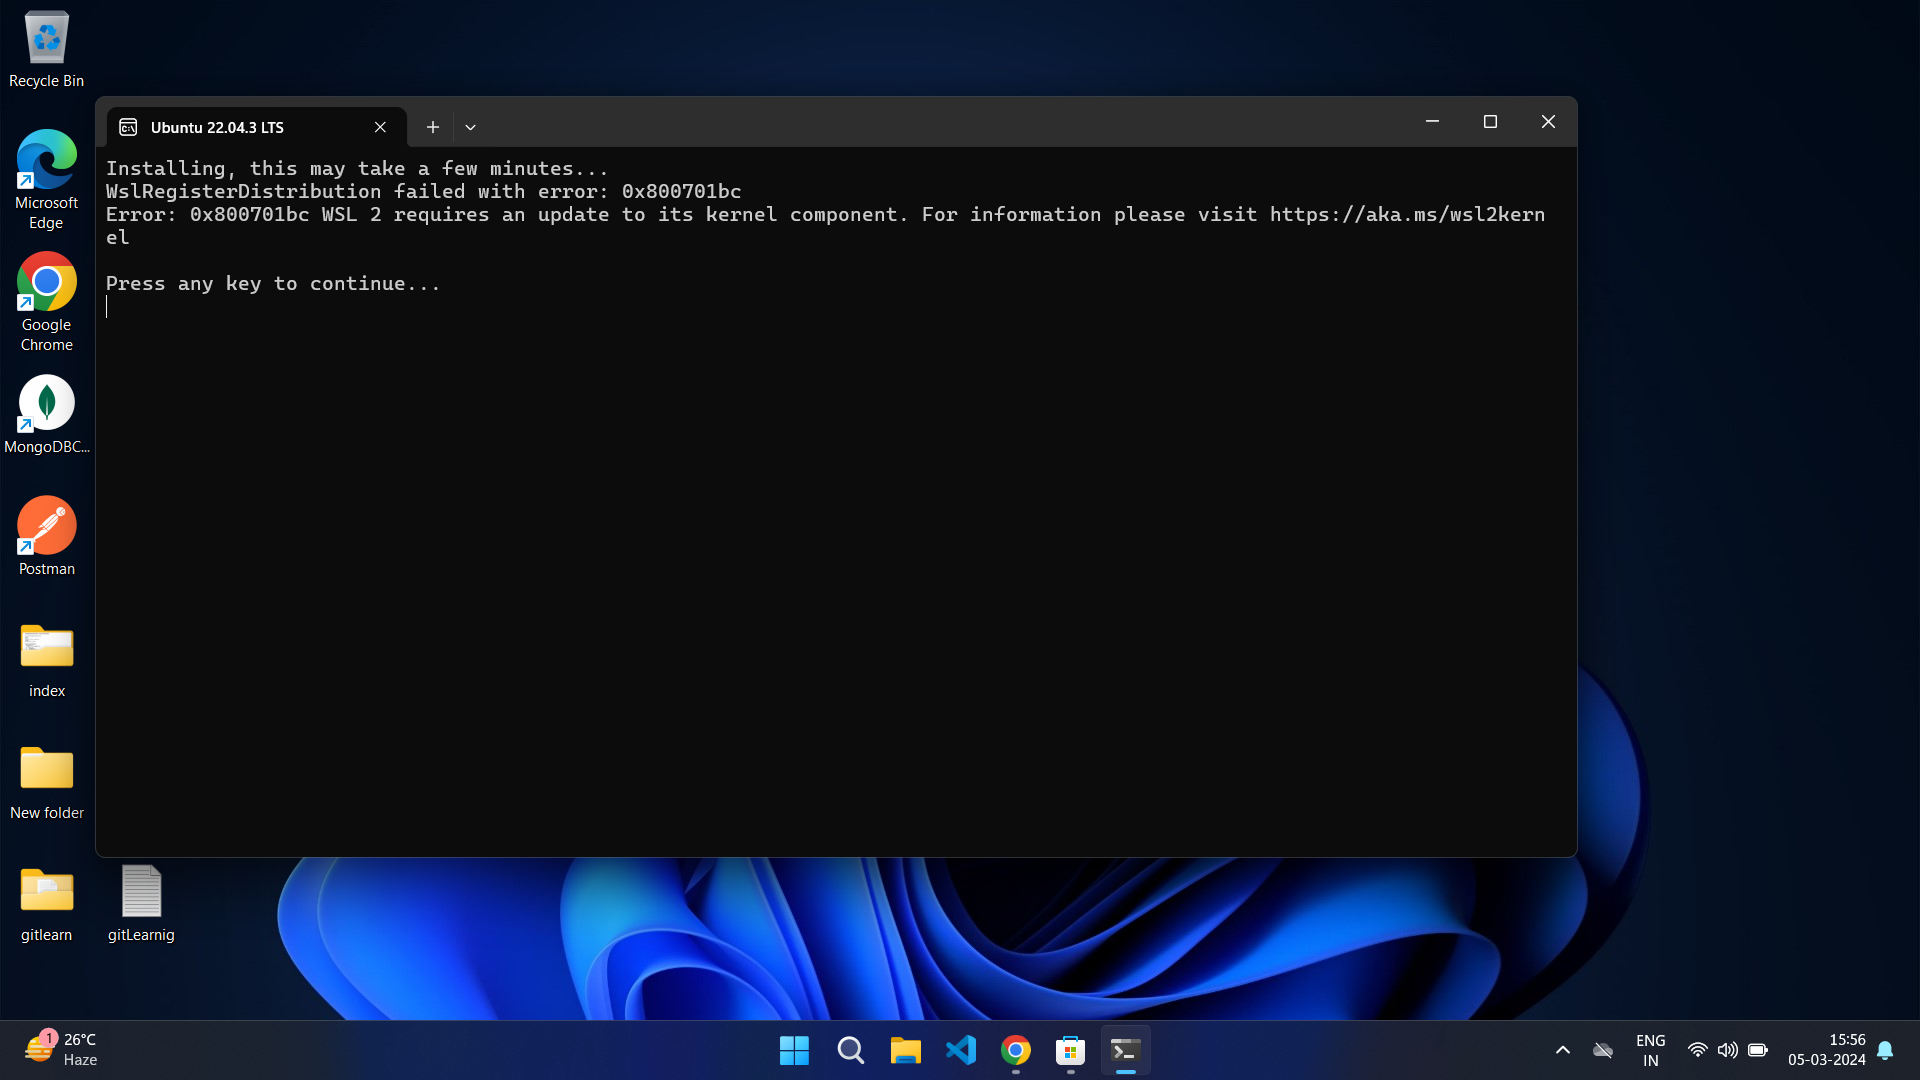 Recycle Bin
Microsoft
Edge
Google
Chrome
MongoDBC...
Postman
index
New folder
gitlearn
gitLearnig
Ubuntu 22.04.3 LTS
Installing, this may take a few minutes...
WslRegisterDistribution failed with error: 0x800701bc
Error: 0x800701bc WSL 2 requires an update to its kernel component. For information please visit https://aka.ms/wsl2kern
el
Press any key to continue...
1
26°C
Haze
ENG
IN
15:56
05-03-2024